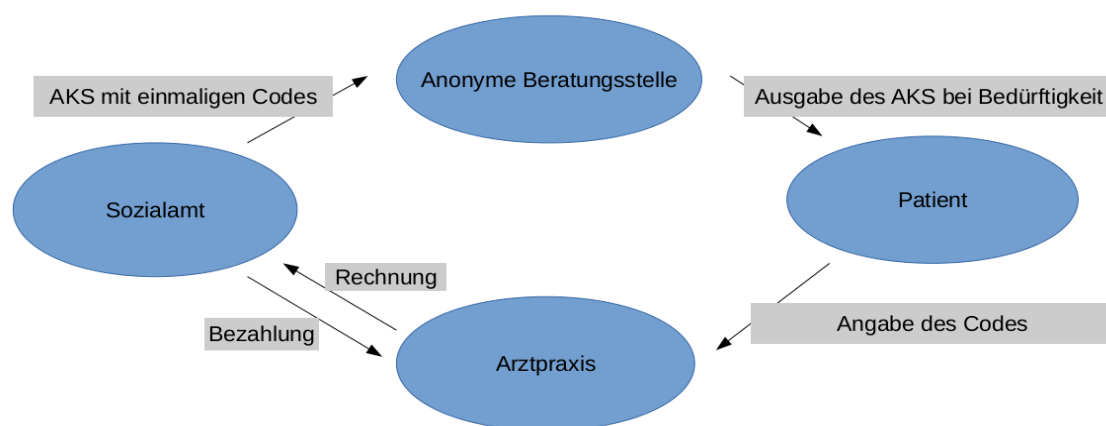 Anonyme Beratungsstelle
AKS mit einmaligen Codes
Ausgabe des AKS bei Bedürftigkeit
Sozialamt
Patient
Rechnung
Bezahlung
Angabe des Codes
Arztpraxis